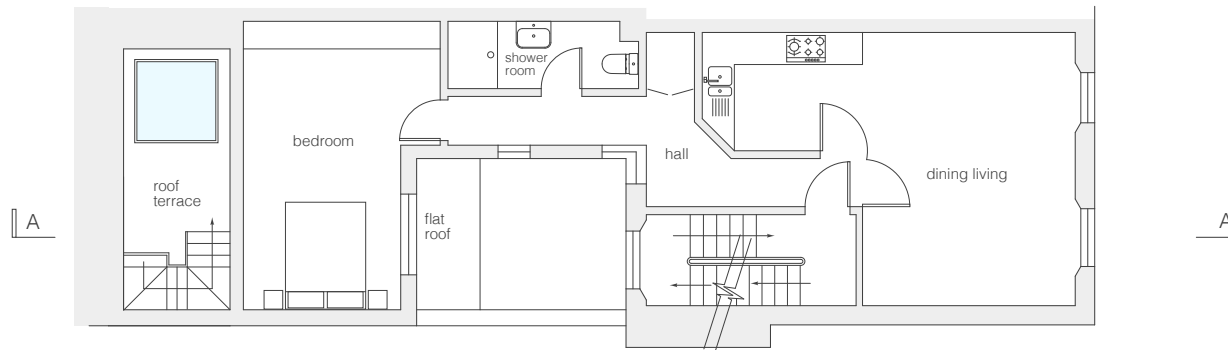 shower
room
bedroom
hall
dining living
roof
terrace
flat
roof
A
A